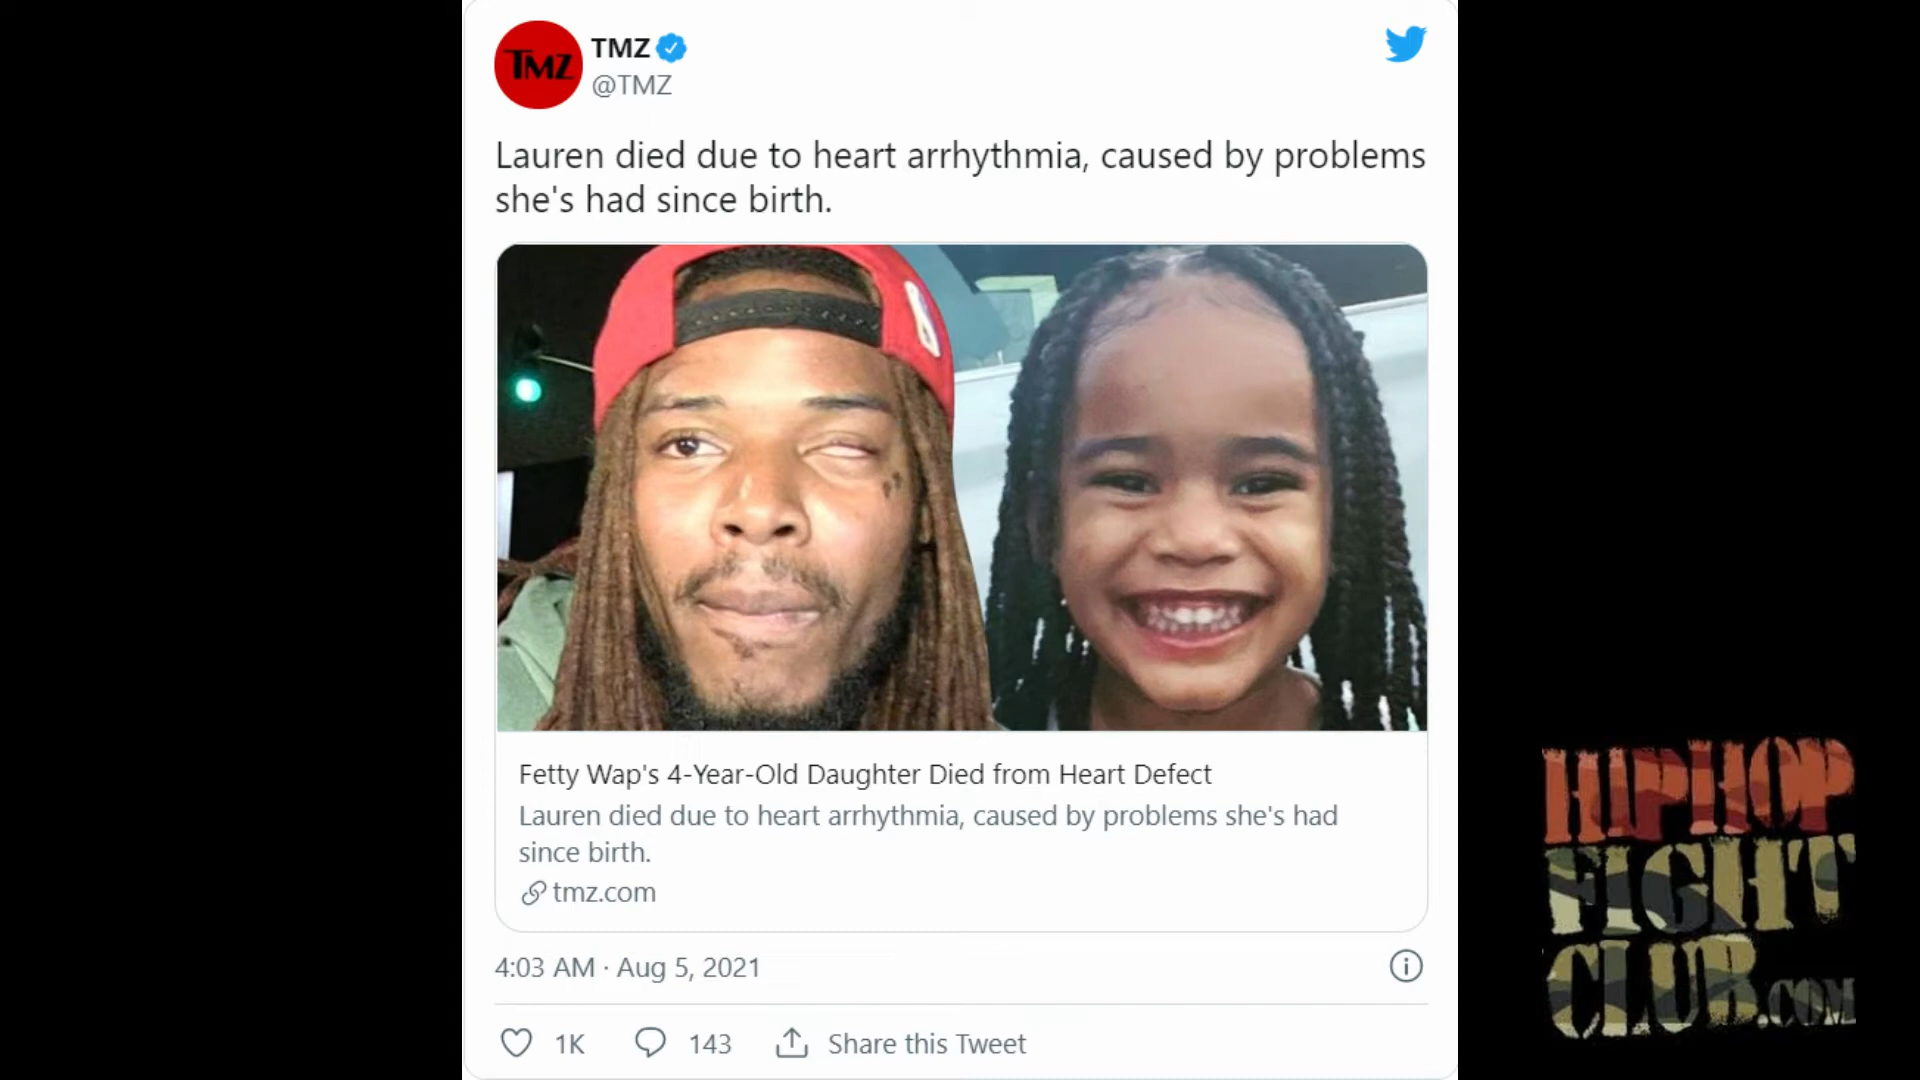 TMZ
TMZ
@TMZ
Lauren died due to heart arrhythmia, caused by problems
she's had since birth.
Fetty Wap's 4-Year-Old Daughter Died from Heart Defect
Lauren died due to heart arrhythmia, caused by problems she's had
since birth.
tmz.com
4:03 AM · Aug 5, 2021
1K 143 Share this Tweet
HIPHOP
FIGHT
CLUB.COM